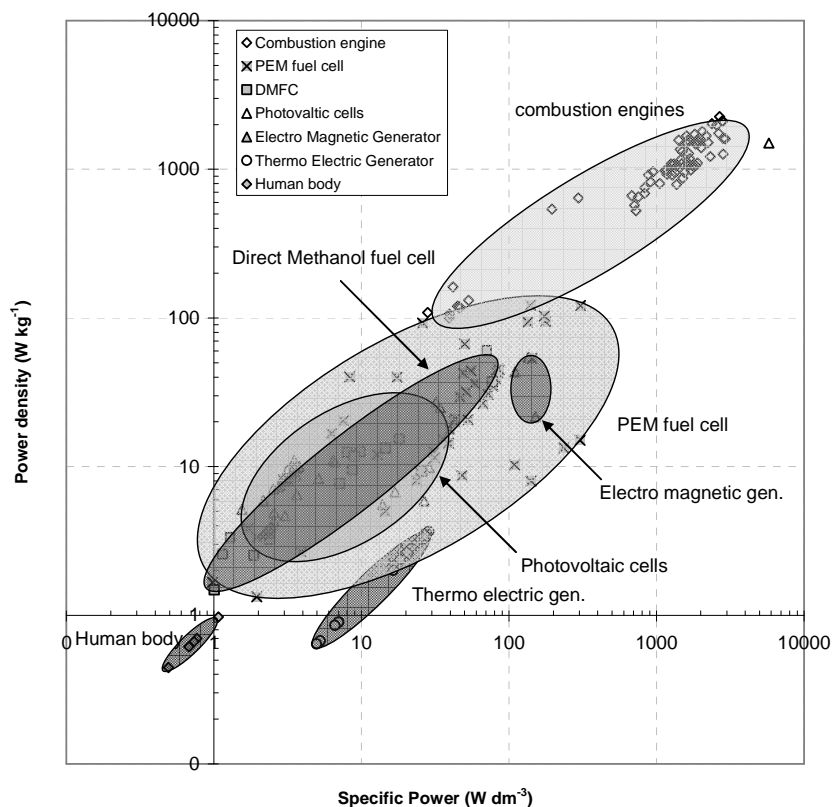 10000
1000
100
10
1
0
Power density (W kg-1)
Combustion engine
PEM fuel cell
DMFC
Photovaltic cells
Electro Magnetic Generator
Thermo Electric Generator
Human body
combustion engines
Direct Methanol fuel cell
PEM fuel cell
Electro magnetic gen.
Photovoltaic cells
Thermo electric gen.
Human body
0 1 10 100 1000 10000
Specific Power (W dm-3)